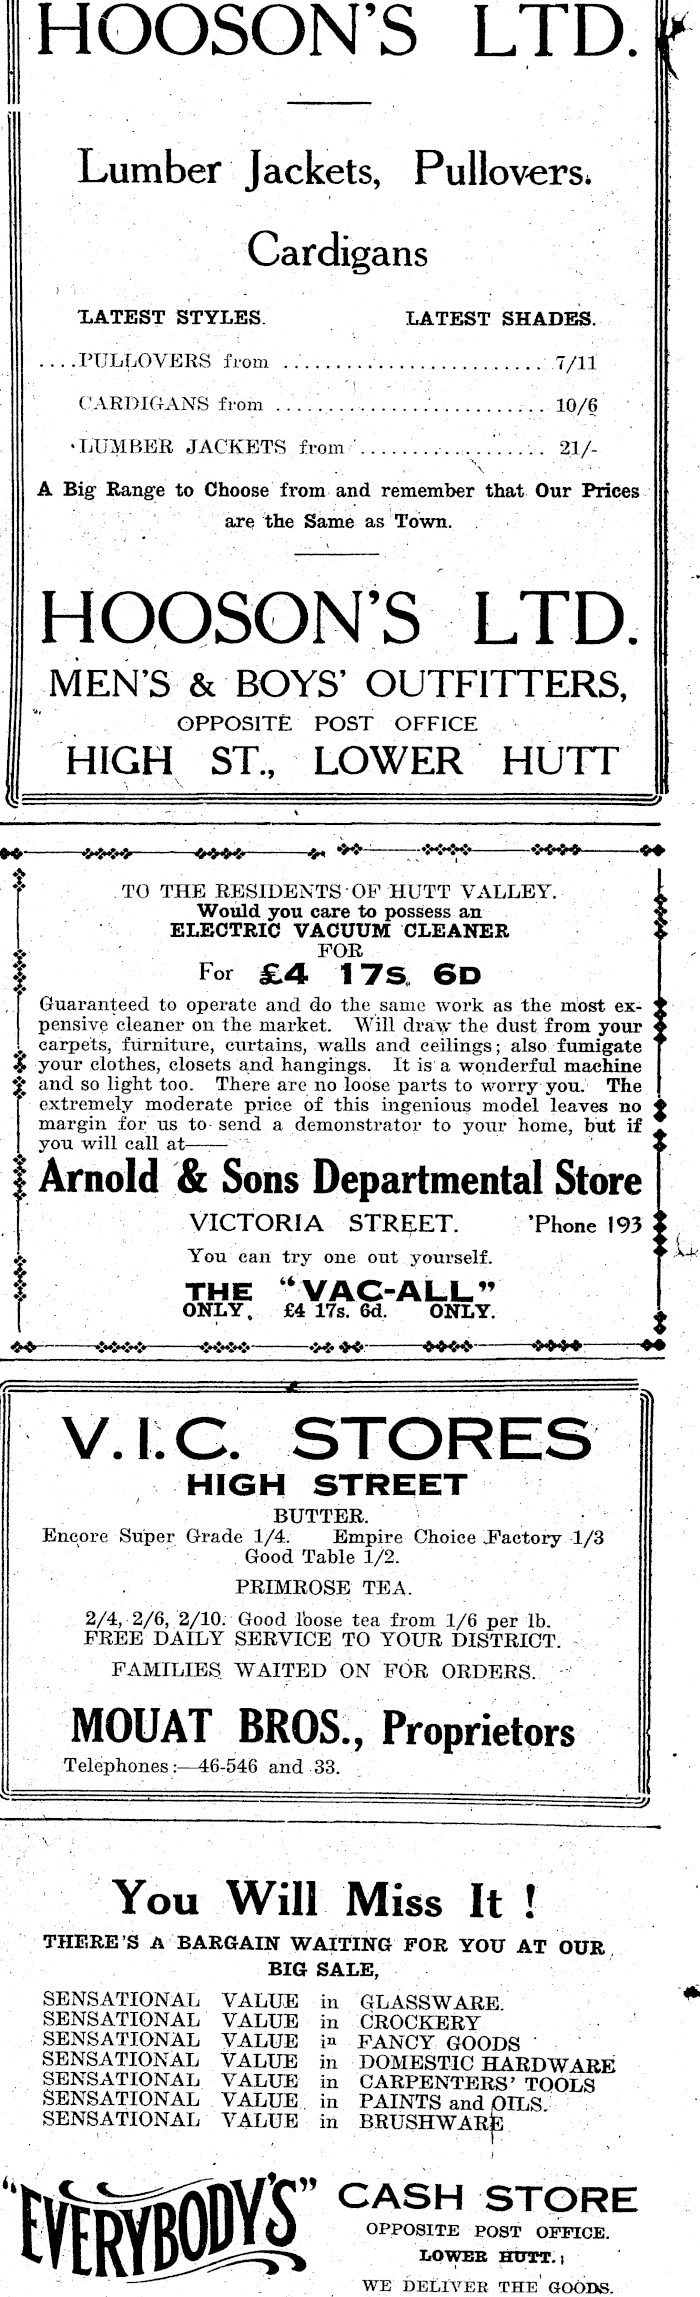 HOOSON'S LTD.
Lumber Jackets, Pullovers.
Cardigans
LATEST STYLES. LATEST SHADES.
....PULLOVERS from ........................ 7/11
CARDIGANS from ......................... 10/6
LUMBER JACKETS from .................. 21/-
A Big Range to Choose from and remember that Our Prices
are the Same as Town.
HOOSON'S LTD.
MEN'S & BOYS' OUTFITTERS,
OPPOSITE POST OFFICE
HIGH ST., LOWER HUTT
TO THE RESIDENTS OF HUTT VALLEY.
Would you care to possess an
ELECTRIC VACUUM CLEANER
FOR
For £4 17S. 6D
Guaranteed to operate and do the same work as the most ex-
pensive cleaner on the market. Will draw the dust from your
carpets, furniture, curtains, walls and ceilings; also fumigate
your clothes, closets and hangings. It is a wonderful machine
and so light too. There are no loose parts to worry you. The
extremely moderate price of this ingenious model leaves no
margin for us to send a demonstrator to your home, but if
you will call at——
Arnold & Sons Departmental Store
VICTORIA STREET. 'Phone 193
You can try one out yourself.
THE "VAC-ALL"
ONLY. £4 17s. 6d. ONLY.
V.I.C. STORES
HIGH STREET
BUTTER.
Encore Super Grade 1/4. Empire Choice Factory 1/3
Good Table 1/2.
PRIMROSE TEA.
2/4, 2/6, 2/10. Good loose tea from 1/6 per lb.
FREE DAILY SERVICE TO YOUR DISTRICT.
FAMILIES WAITED ON FOR ORDERS.
MOUAT BROS., Proprietors
Telephones:—46-546 and 33.
You Will Miss It !
THERE'S A BARGAIN WAITING FOR YOU AT OUR
BIG SALE,
SENSATIONAL VALUE in GLASSWARE.
SENSATIONAL VALUE in CROCKERY
SENSATIONAL VALUE in FANCY GOODS
SENSATIONAL VALUE in DOMESTIC HARDWARE
SENSATIONAL VALUE in CARPENTERS' TOOLS
SENSATIONAL VALUE in PAINTS and OILS.
SENSATIONAL VALUE in BRUSHWARE
"EVERYBODY'S" CASH STORE
OPPOSITE POST OFFICE.
LOWER HUTT.
WE DELIVER THE GOODS.